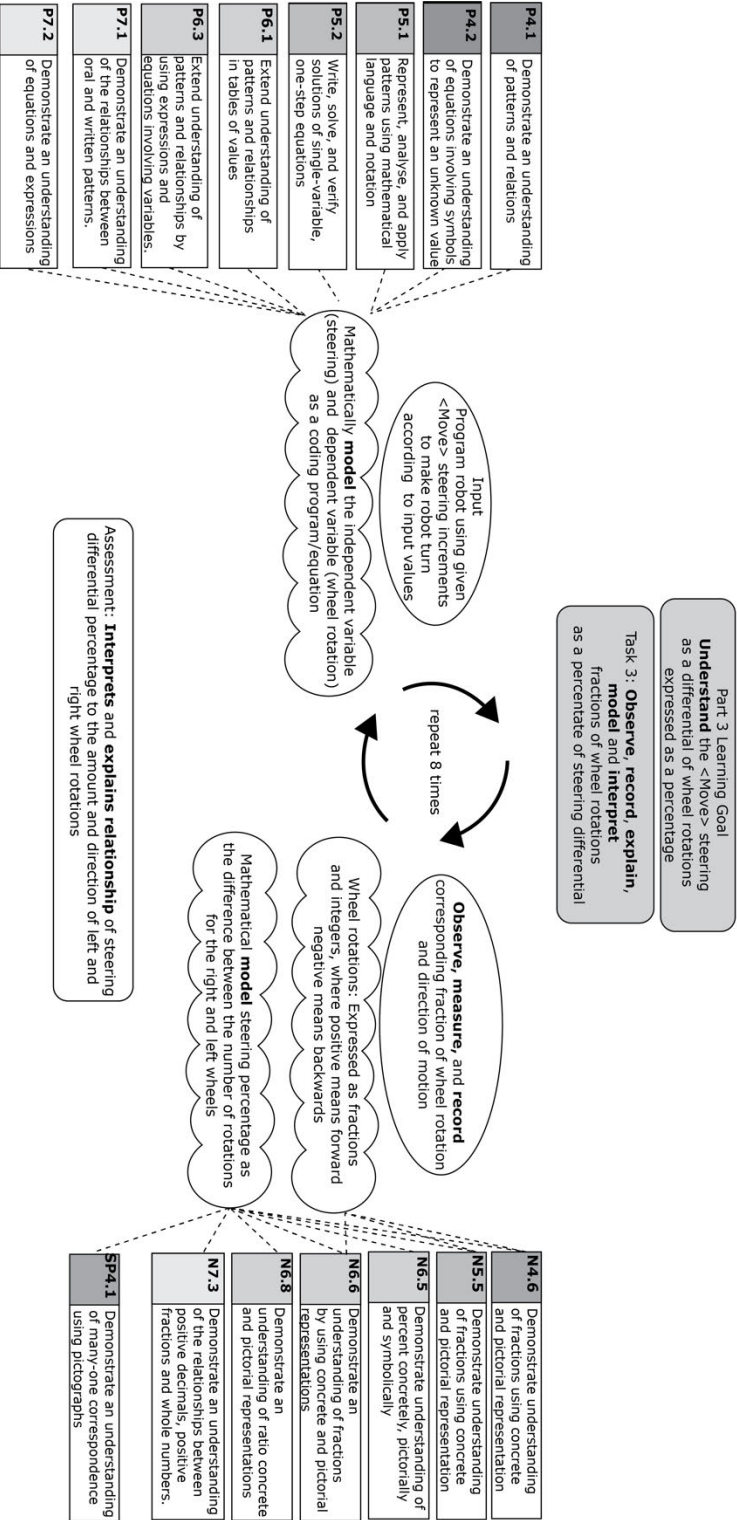 Part 3 Learning Goal
Understand the <Move> steering
as a differential of wheel rotations
expressed as a percentage
Task 3: Observe, record, explain,
model and interpret
fractions of wheel rotations
as a percentate of steering differential
P4.1
Demonstrate an understanding
of patterns and relations
P4.2
Demonstrate an understanding
of equations involving symbols
to represent an unknown value
P5.1
Represent, analyse, and apply
patterns using mathematical
language and notation
P5.2
Write, solve, and verify
solutions of single-variable,
one-step equations
P6.1
Extend understanding of
patterns and relationships
in tables of values
P6.3
Extend understanding of
patterns and relationships by
using expressions and
equations involving variables.
P7.1
Demonstrate an understanding
of the relationships between
oral and written patterns.
P7.2
Demonstrate an understanding
of equations and expressions
Input
Program robot using given
<Move> steering increments
to make robot turn
according to input values
Mathematically model the independent variable
(steering) and dependent variable (wheel rotation)
as a coding program/equation
repeat 8 times
Observe, measure, and record
corresponding fraction of wheel rotation
and direction of motion
Wheel rotations: Expressed as fractions
and integers, where positive means forward
negative means backwards
Mathematical model steering percentage as
the difference between the number of rotations
for the right and left wheels
Assessment: Interprets and explains relationship of steering
differential percentage to the amount and direction of left and
right wheel rotations
N4.6
Demonstrate understanding
of fractions using concrete
and pictorial representation
N5.5
Demonstrate understanding
of fractions using concrete
and pictorial representation
N6.5
Demonstrate understanding of
percent concretely, pictorially
and symbolically
N6.6
Demonstrate an
understanding of fractions
by using concrete and pictorial
representations
N6.8
Demonstrate an
understanding of ratio concrete
and pictorial representations
N7.3
Demonstrate an understanding
of the relationships between
positive decimals, positive
fractions and whole numbers.
SP4.1
Demonstrate an understanding
of many-one correspondence
using pictographs